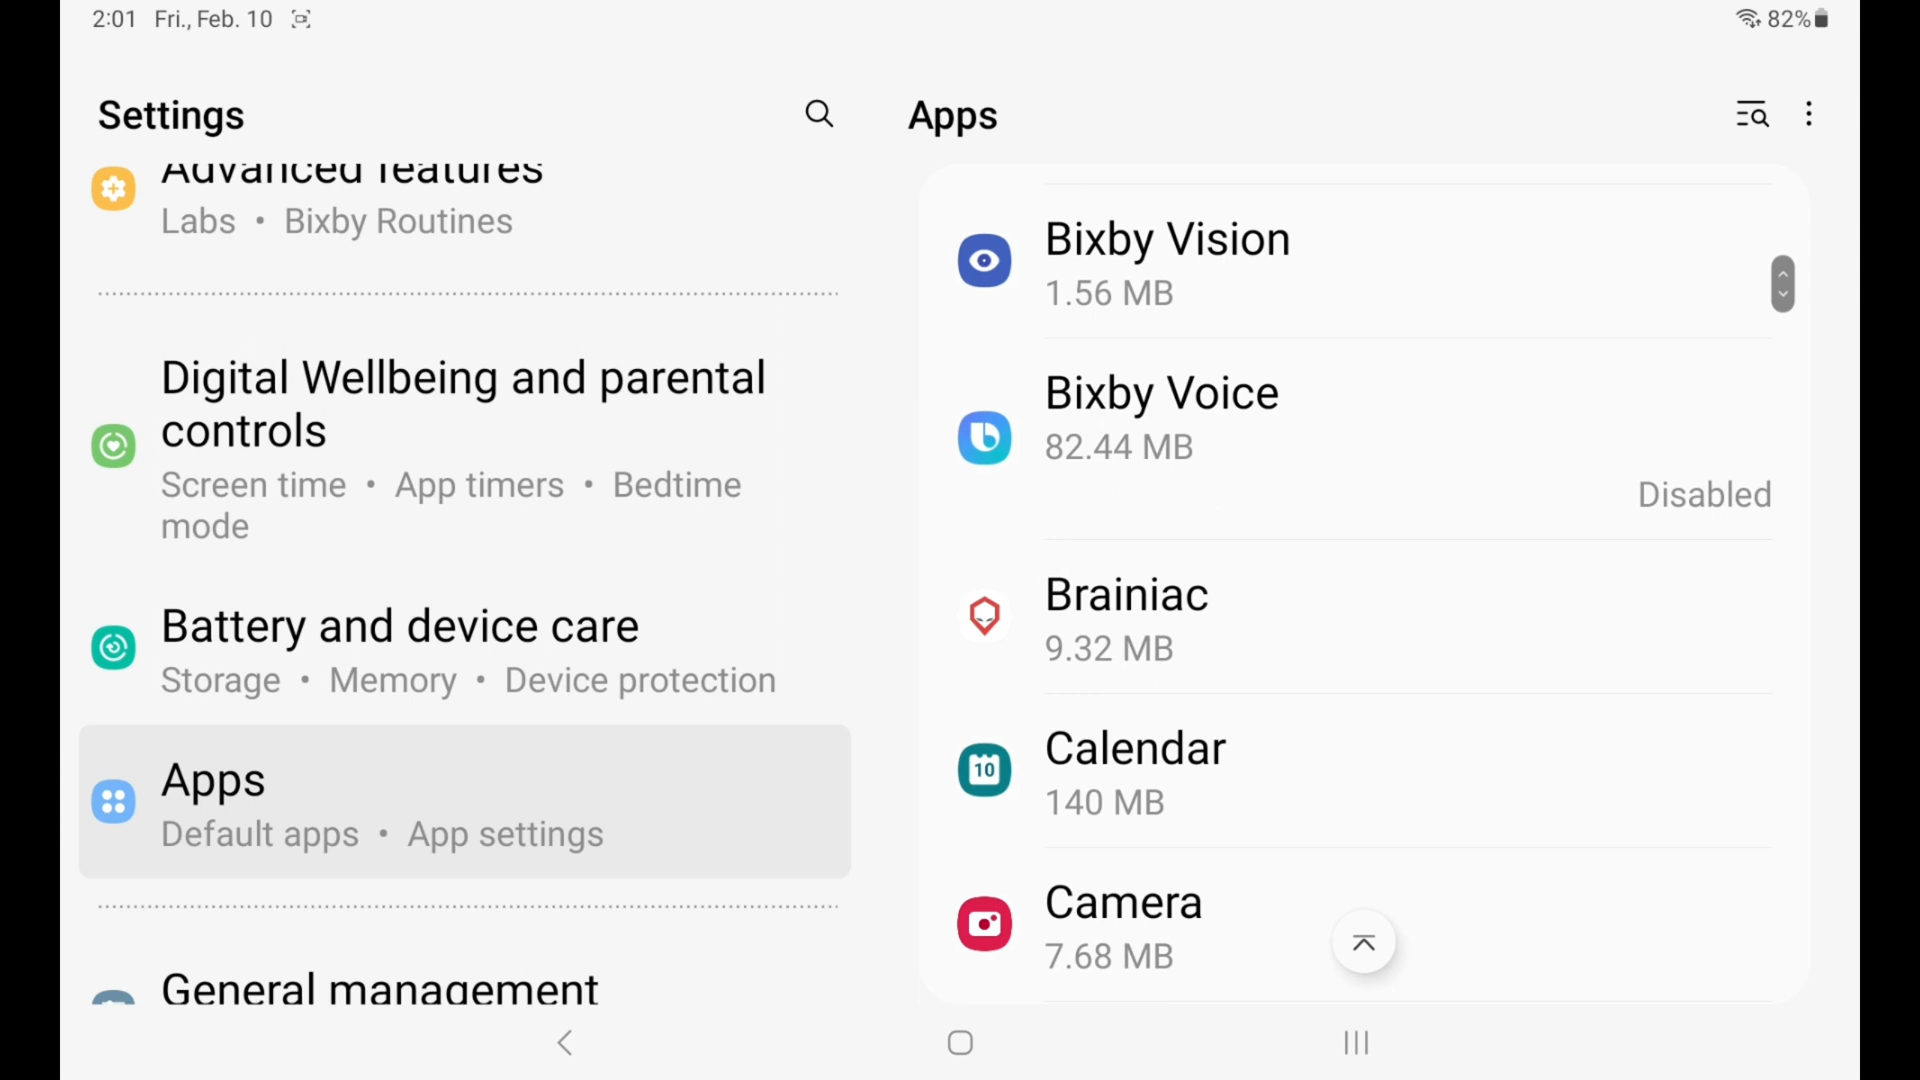 2:01 Fri., Feb. 10
82%
Settings
Advanced features
Labs • Bixby Routines
Digital Wellbeing and parental
controls
Screen time • App timers • Bedtime
mode
Battery and device care
Storage • Memory • Device protection
Apps
Default apps • App settings
General management
Apps
Bixby Vision
1.56 MB
Bixby Voice
82.44 MB
Disabled
Brainiac
9.32 MB
10
Calendar
140 MB
Camera
7.68 MB